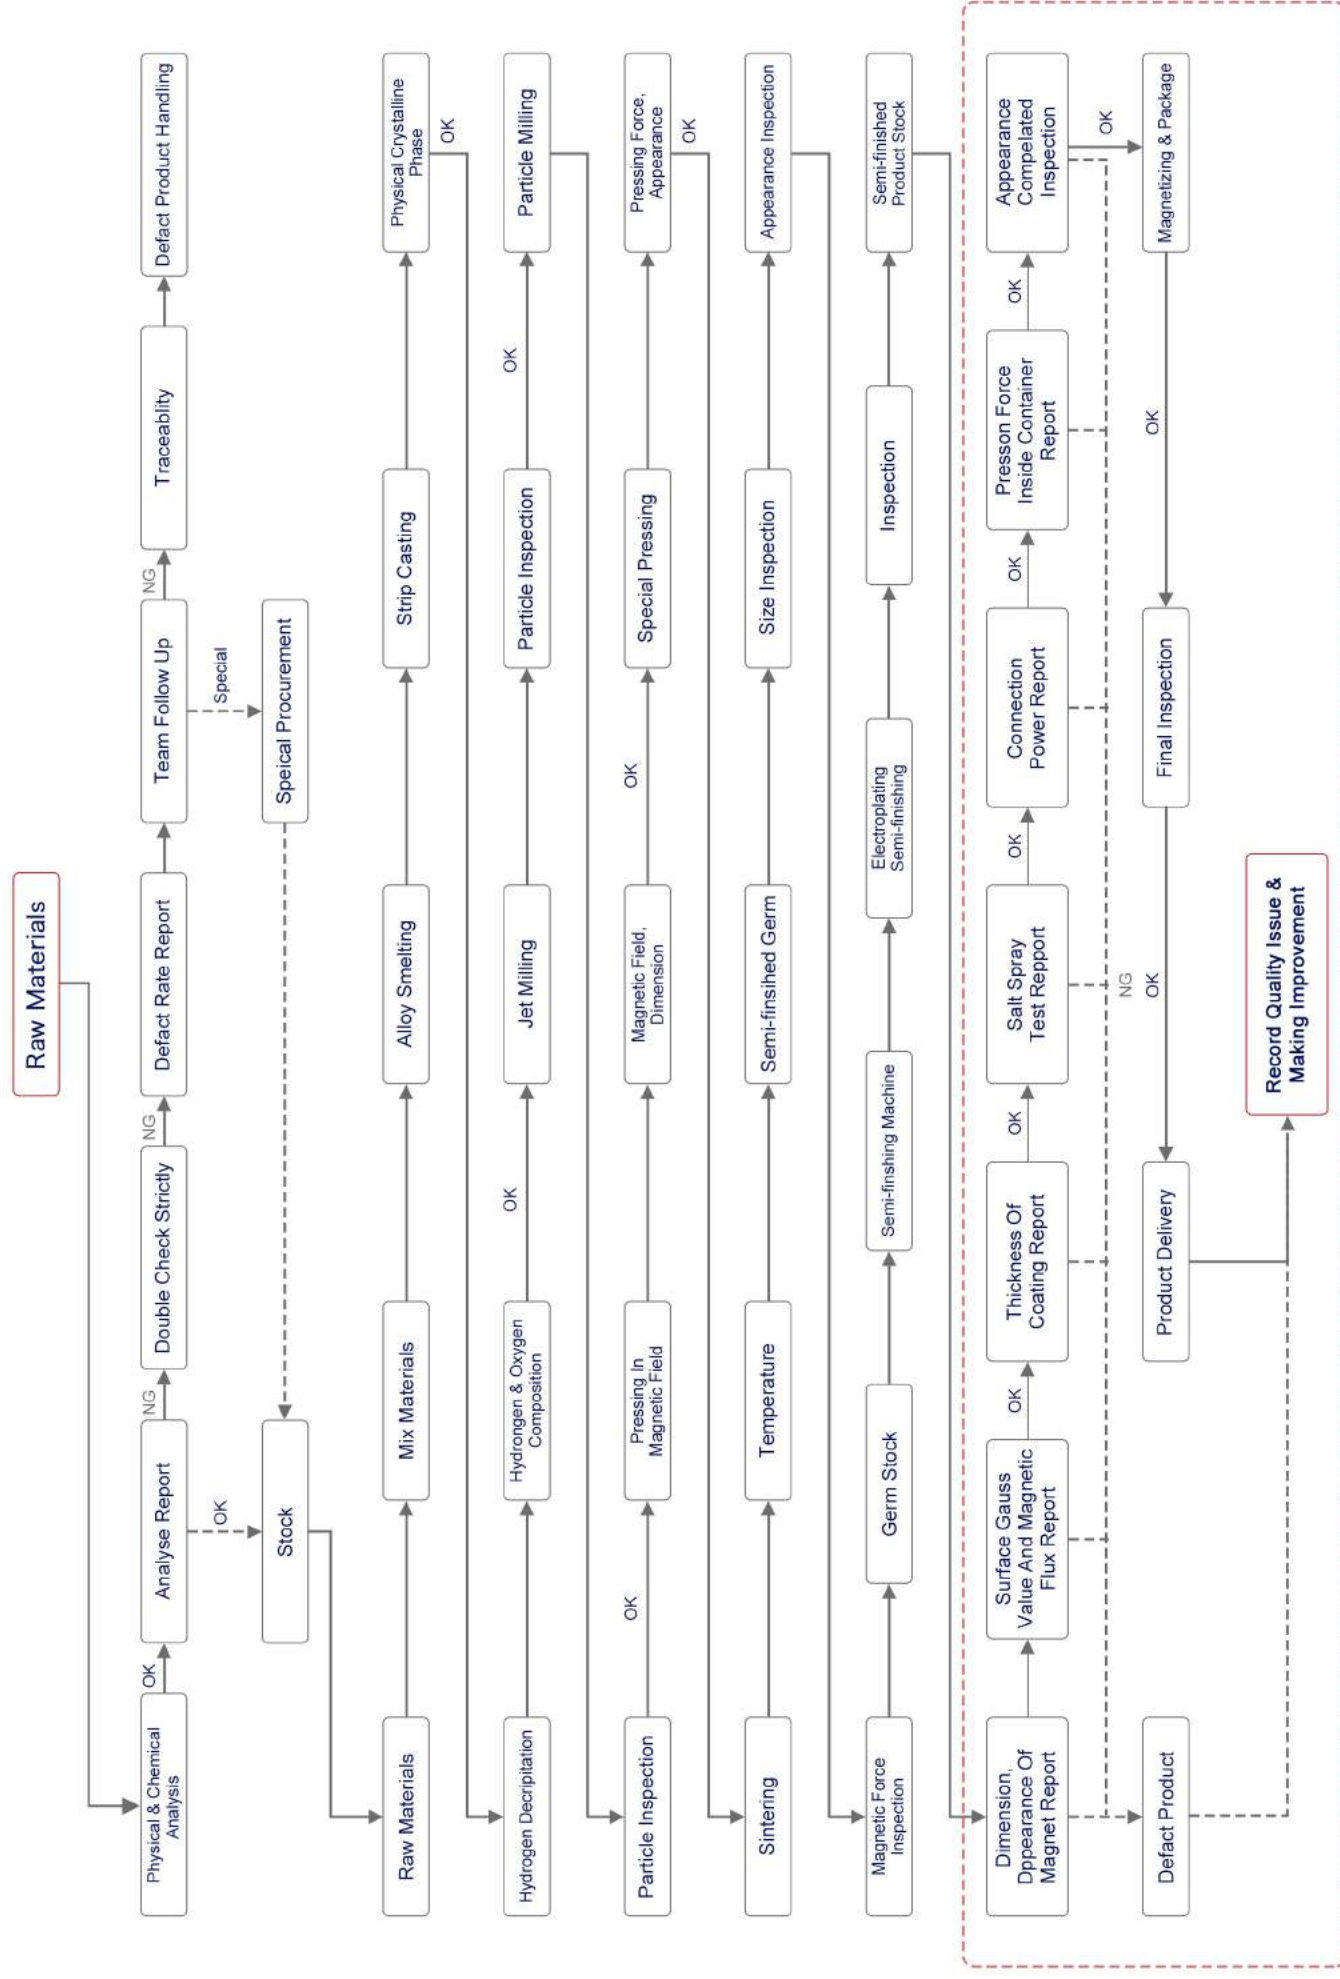 Raw Materials
Physical & Chemical
Analysis
OK
Analyse Report
NG
Double Check Strictly
NG
Defact Rate Report
Team Follow Up
NG
Traceablity
Defact Product Handling
OK
Special
Stock
Speical Procurement
Raw Materials
Mix Materials
Alloy Smelting
Strip Casting
Physical Crystalline
Phase
OK
Hydrogen Decripitation
Hydrongen & Oxygen
Composition
OK
Jet Milling
Particle Inspection
OK
Particle Milling
Particle Inspection
OK
Pressing In
Magnetic Field
Magnetic Field,
Dimension
OK
Special Pressing
Pressing Force,
Appearance
OK
Sintering
Temperature
Semi-finsihed Germ
Size Inspection
Appearance Inspection
Magnetic Force
Inspection
Germ Stock
Semi-finshing Machine
Electroplating
Semi-finishing
Inspection
Semi-finished
Product Stock
Dimension,
Dppearance Of
Magnet Report
Surface Gauss
Value And Magnetic
Flux Report
OK
Thickness Of
Coating Report
OK
Salt Spray
Test Repport
OK
Connection
Power Report
OK
Presson Force
Inside Container
Report
OK
Appearance
Compelated
Inspection
OK
NG
Defact Product
Product Delivery
OK
Final Inspection
OK
Magnetizing & Package
Record Quality Issue &
Making Improvement